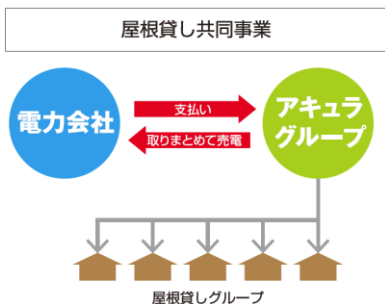 屋根貸し共同事業
電力会社
支払い
取りまとめて売電
アキュラ
グループ
屋根貸しグループ